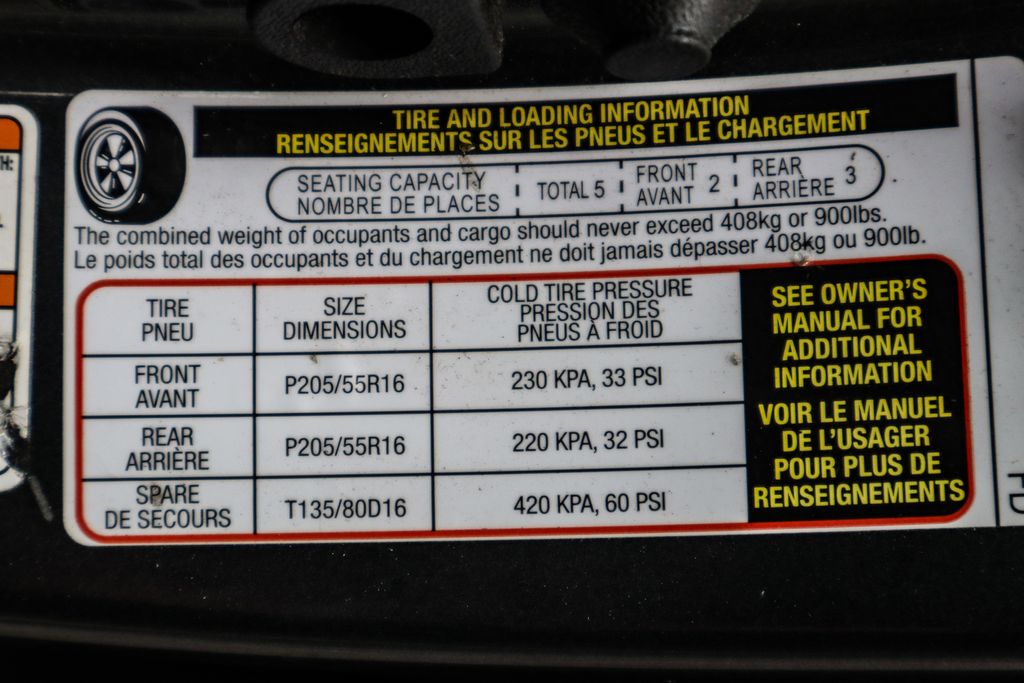 TIRE AND LOADING INFORMATION
RENSEIGNEMENTS SUR LES PNEUS ET LE CHARGEMENT
SEATING CAPACITY
NOMBRE DE PLACES
TOTAL 5
FRONT
AVANT
2
REAR
ARRIÈRE
3
The combined weight of occupants and cargo should never exceed 408kg or 900lbs.
Le poids total des occupants et du chargement ne doit jamais dépasser 408kg ou 900lb.
TIRE
PNEU
SIZE
DIMENSIONS
COLD TIRE PRESSURE
PRESSION DES
PNEUS À FROID
FRONT
AVANT
P205/55R16
230 KPA, 33 PSI
REAR
ARRIÈRE
P205/55R16
220 KPA, 32 PSI
SPARE
DE SECOURS
T135/80D16
420 KPA, 60 PSI
SEE OWNER'S
MANUAL FOR
ADDITIONAL
INFORMATION
VOIR LE MANUEL
DE L'USAGER
POUR PLUS DE
RENSEIGNEMENTS